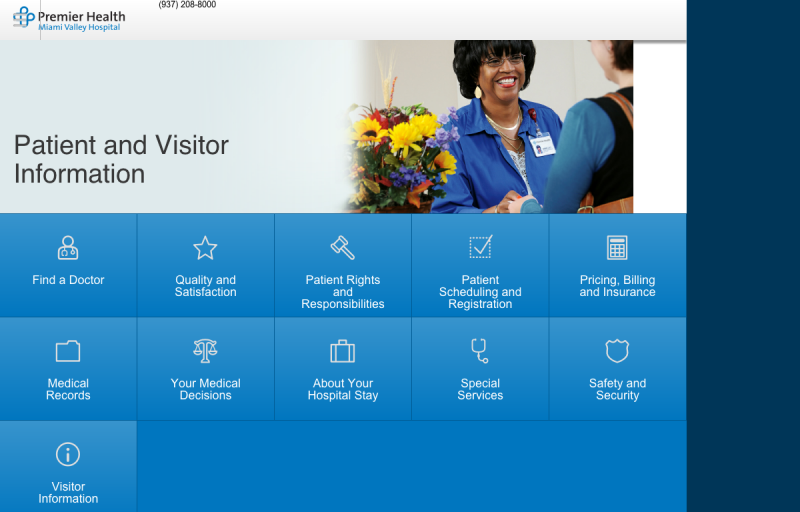 (937) 208-8000
Premier Health
Miami Valley Hospital
Patient and Visitor
Information
Find a Doctor
Quality and
Satisfaction
Patient Rights
and
Responsibilities
Patient
Scheduling and
Registration
Pricing, Billing
and Insurance
Medical
Records
Your Medical
Decisions
About Your
Hospital Stay
Special
Services
Safety and
Security
Visitor
Information